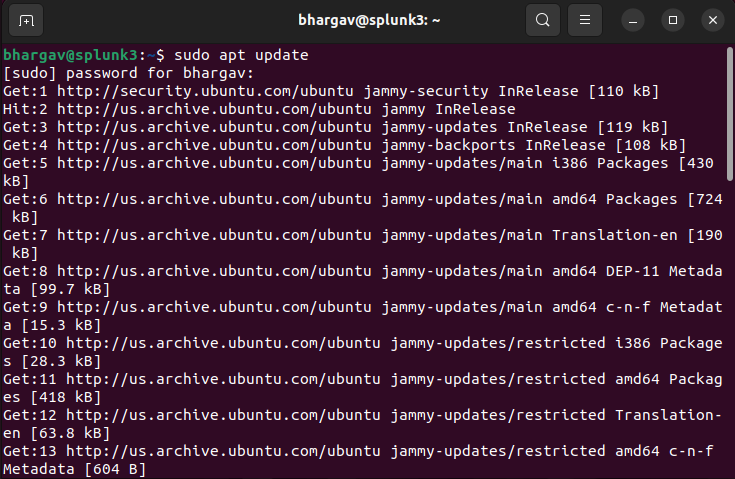 bhargav@splunk3: ~
bhargav@splunk3:~$ sudo apt update
[sudo] password for bhargav:
Get:1 http://security.ubuntu.com/ubuntu jammy-security InRelease [110 kB]
Hit:2 http://us.archive.ubuntu.com/ubuntu jammy InRelease
Get:3 http://us.archive.ubuntu.com/ubuntu jammy-updates InRelease [119 kB]
Get:4 http://us.archive.ubuntu.com/ubuntu jammy-backports InRelease [108 kB]
Get:5 http://us.archive.ubuntu.com/ubuntu jammy-updates/main i386 Packages [430
kB]
Get:6 http://us.archive.ubuntu.com/ubuntu jammy-updates/main amd64 Packages [724
 kB]
Get:7 http://us.archive.ubuntu.com/ubuntu jammy-updates/main Translation-en [190
 kB]
Get:8 http://us.archive.ubuntu.com/ubuntu jammy-updates/main amd64 DEP-11 Metada
ta [99.7 kB]
Get:9 http://us.archive.ubuntu.com/ubuntu jammy-updates/main amd64 c-n-f Metadat
a [15.3 kB]
Get:10 http://us.archive.ubuntu.com/ubuntu jammy-updates/restricted i386 Package
s [28.3 kB]
Get:11 http://us.archive.ubuntu.com/ubuntu jammy-updates/restricted amd64 Packag
es [418 kB]
Get:12 http://us.archive.ubuntu.com/ubuntu jammy-updates/restricted Translation-
en [63.8 kB]
Get:13 http://us.archive.ubuntu.com/ubuntu jammy-updates/restricted amd64 c-n-f
Metadata [604 B]